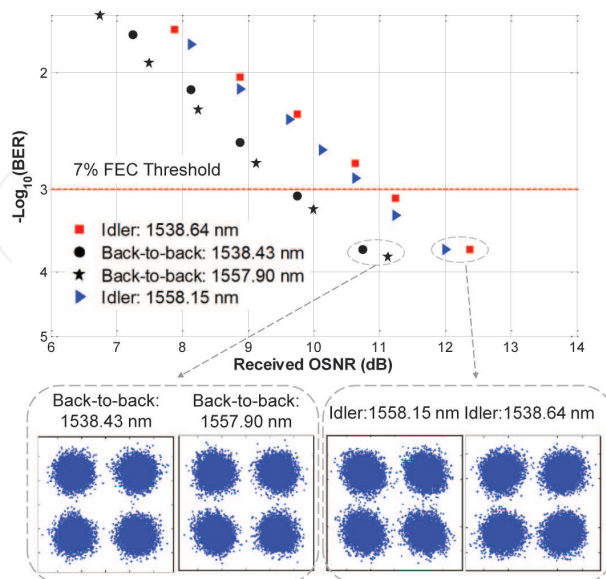 2
7% FEC Threshold
3
-Log10(BER)
Idler: 1538.64 nm
Back-to-back: 1538.43 nm
Back-to-back: 1557.90 nm
Idler: 1558.15 nm
4
5
6 7 8 9 10 11 12 13 14
Received OSNR (dB)
Back-to-back:
1538.43 nm
Back-to-back:
1557.90 nm
Idler:1558.15 nm Idler:1538.64 nm